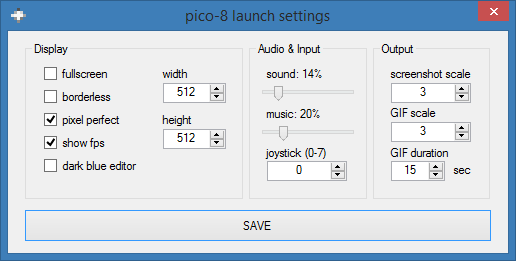 pico-8 launch settings
Display
fullscreen
borderless
pixel perfect
show fps
dark blue editor
width
512
height
512
Audio & Input
sound: 14%
music: 20%
joystick (0-7)
0
Output
screenshot scale
3
GIF scale
3
GIF duration
15 sec
SAVE